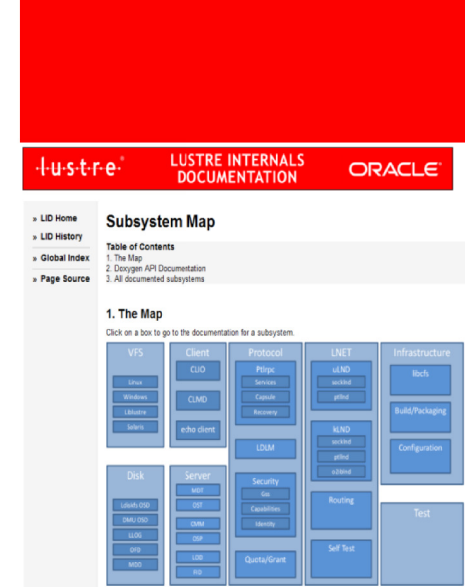 ·l·u·s·t·r·e·
LUSTRE INTERNALS
DOCUMENTATION
ORACLE
» LID Home
» LID History
» Global Index
» Page Source
Subsystem Map
Table of Contents
1. The Map
2. Doxygen API Documentation
3. All documented subsystems
1. The Map
Click on a box to go to the documentation for a subsystem.
VFS
Linux
Windows
Liblustre
Solaris
Client
CLIO
CLMD
echo client
Protocol
Ptlrpc
Services
Capsule
Recovery
LDLM
Security
Gss
Capabilities
Identity
Quota/Grant
LNET
uLND
socklnd
ptllnd
kLND
socklnd
ptllnd
o2iblnd
Routing
Self Test
Infrastructure
libcfs
Build/Packaging
Configuration
Disk
Ldiskfs OSD
DMU OSD
LLOG
OFD
MDD
Server
MDT
OST
CMM
OSP
LOD
FID
Test